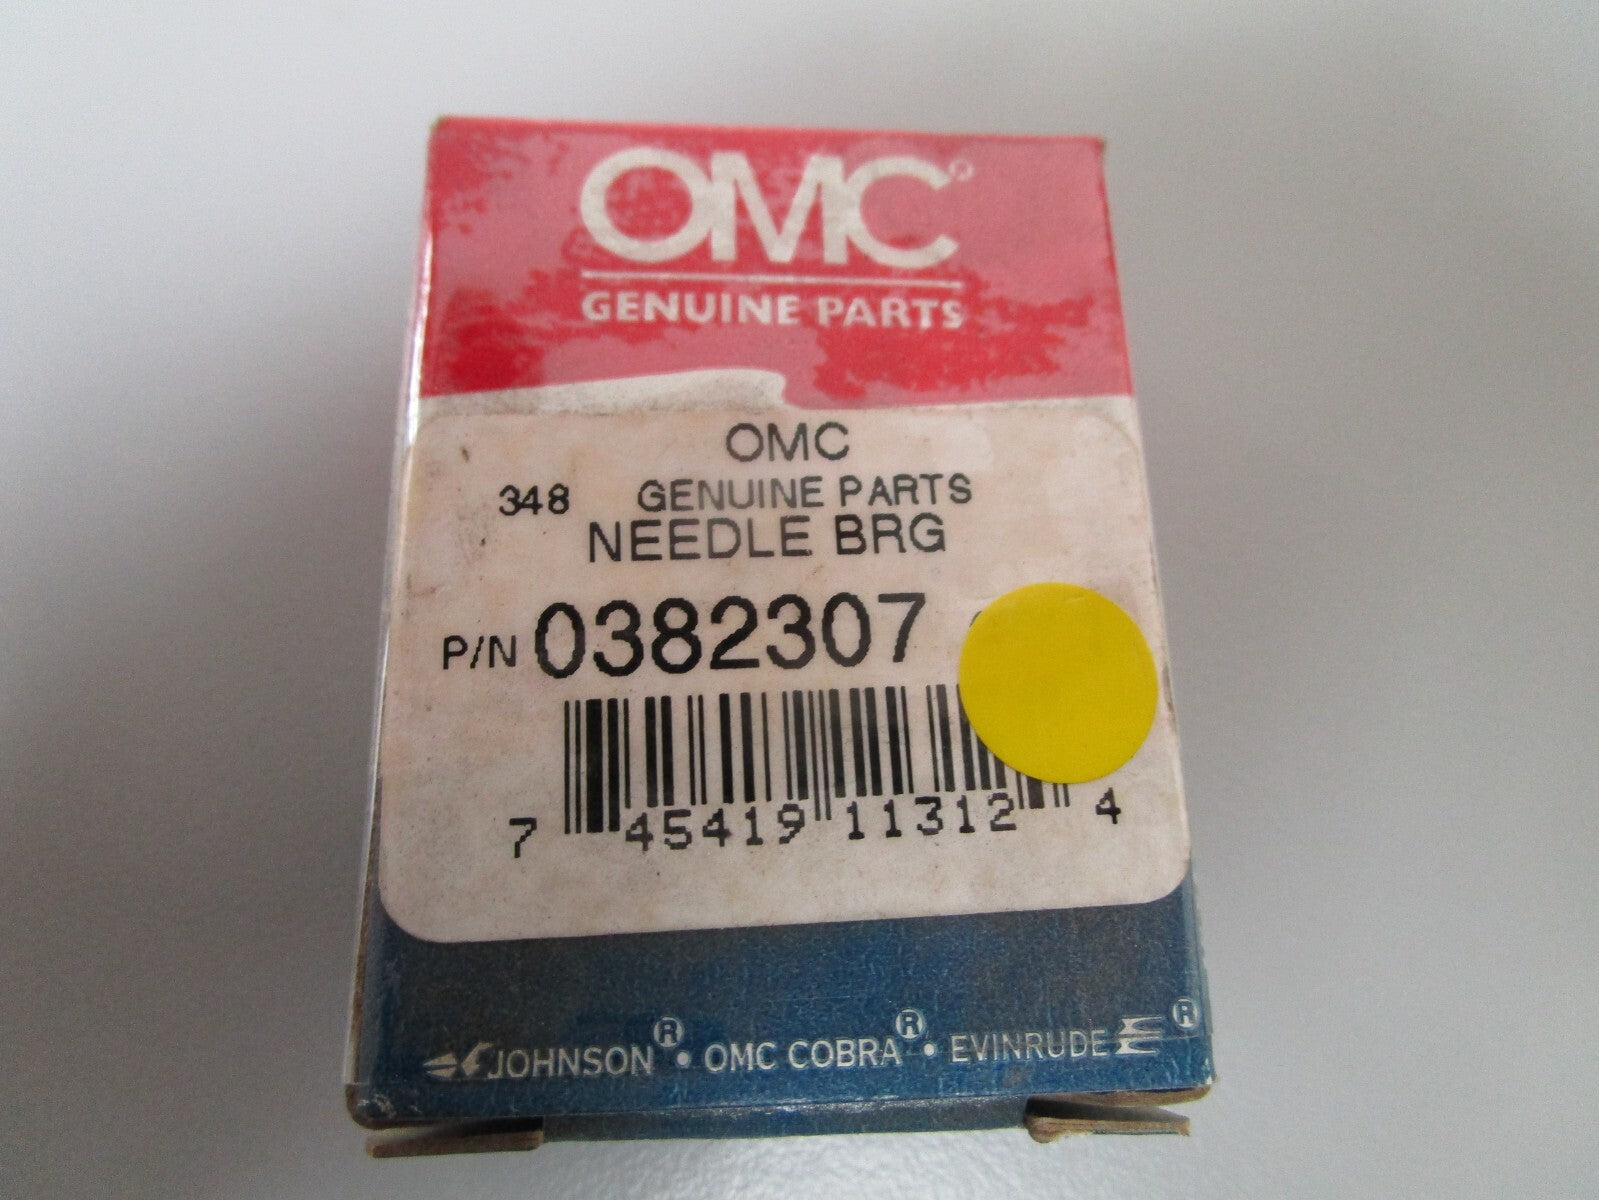 OMC®
GENUINE PARTS
OMC
348 GENUINE PARTS
NEEDLE BRG
P/N 0382307
7 45419 11312 4
JOHNSON® • OMC COBRA® • EVINRUDE ®